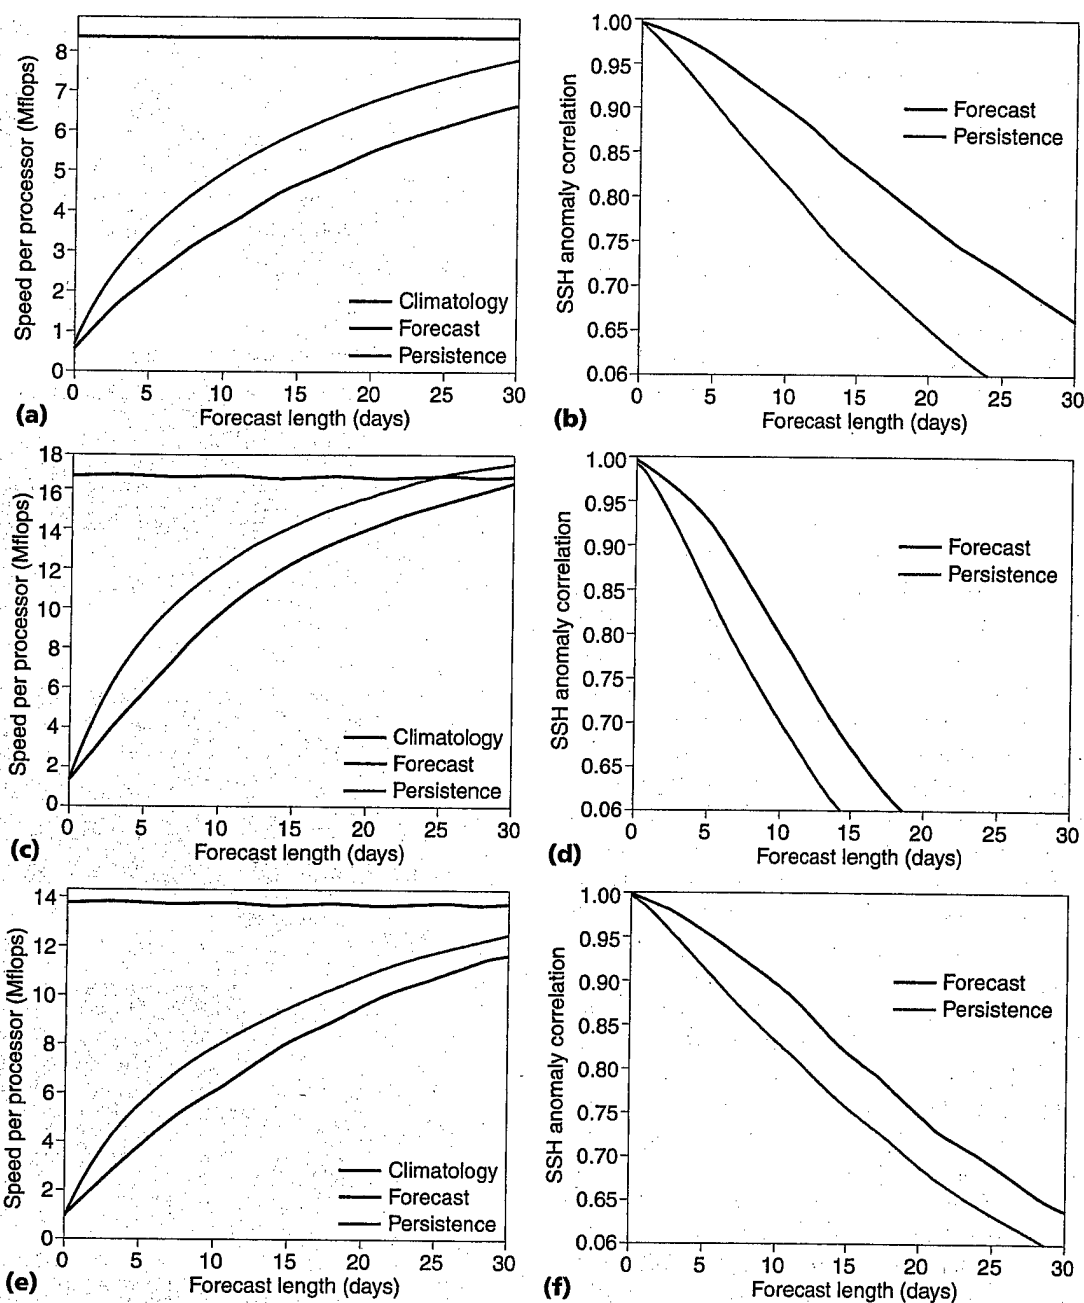 Speed per processor (Mflops)
8
7
6
5
4
3
2
1
0
0 5 10 15 20 25 30
Forecast length (days)
Climatology
Forecast
Persistence
(a)
SSH anomaly correlation
1.00
0.95
0.90
0.85
0.80
0.75
0.70
0.65
0.06
0 5 10 15 20 25 30
Forecast length (days)
Forecast
Persistence
(b)
Speed per processor (Mflops)
18
16
14
12
10
8
6
4
2
0
0 5 10 15 20 25 30
Forecast length (days)
Climatology
Forecast
Persistence
(c)
SSH anomaly correlation
1.00
0.95
0.90
0.85
0.80
0.75
0.70
0.65
0.06
0 5 10 15 20 25 30
Forecast length (days)
Forecast
Persistence
(d)
Speed per processor (Mflops)
14
12
10
8
6
4
2
0
0 5 10 15 20 25 30
Forecast length (days)
Climatology
Forecast
Persistence
(e)
SSH anomaly correlation
1.00
0.95
0.90
0.85
0.80
0.75
0.70
0.65
0.06
0 5 10 15 20 25 30
Forecast length (days)
Forecast
Persistence
(f)